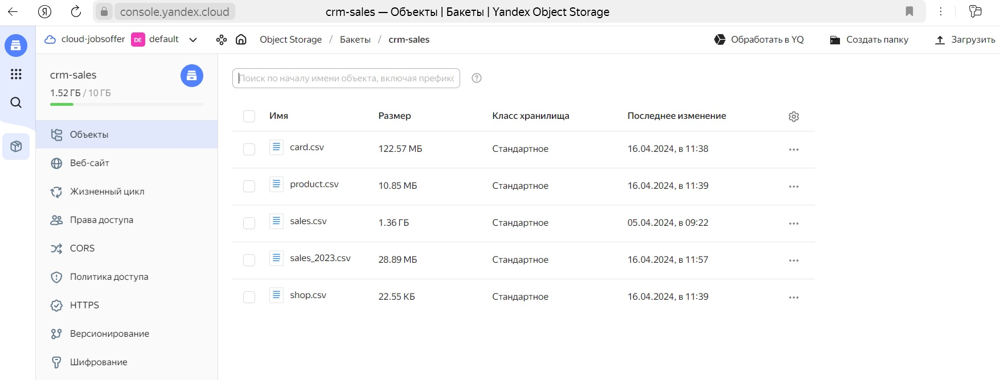 console.yandex.cloud
crm-sales — Объекты | Бакеты | Yandex Object Storage
cloud-jobsoffer DE default
Object Storage / Бакеты / crm-sales
Обработать в YQ
Создать папку
Загрузить
crm-sales
1.52 ГБ / 10 ГБ
Объекты
Веб-сайт
Жизненный цикл
Права доступа
CORS
Политика доступа
HTTPS
Версионирование
Шифрование
Поиск по началу имени объекта, включая префикс
Имя Размер Класс хранилища Последнее изменение
card.csv 122.57 МБ Стандартное 16.04.2024, в 11:38
product.csv 10.85 МБ Стандартное 16.04.2024, в 11:39
sales.csv 1.36 ГБ Стандартное 05.04.2024, в 09:22
sales_2023.csv 28.89 МБ Стандартное 16.04.2024, в 11:57
shop.csv 22.55 КБ Стандартное 16.04.2024, в 11:39